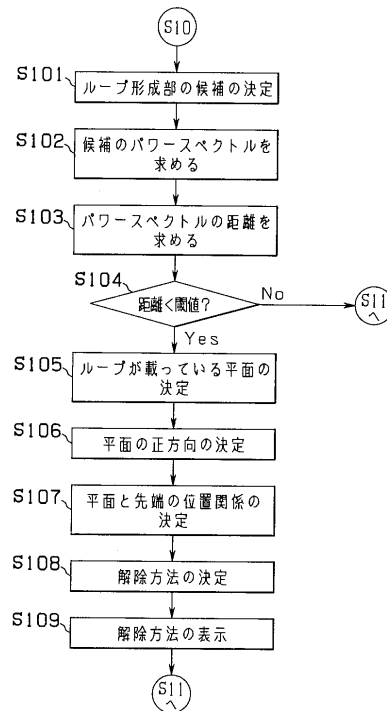 S10
S101
ループ形成部の候補の決定
S102
候補のパワースペクトルを
求める
S103
パワースペクトルの距離を
求める
S104
距離<閾値?
No
S11
へ
Yes
S105
ループが載っている平面の
決定
S106
平面の正方向の決定
S107
平面と先端の位置関係の
決定
S108
解除方法の決定
S109
解除方法の表示
S11
へ